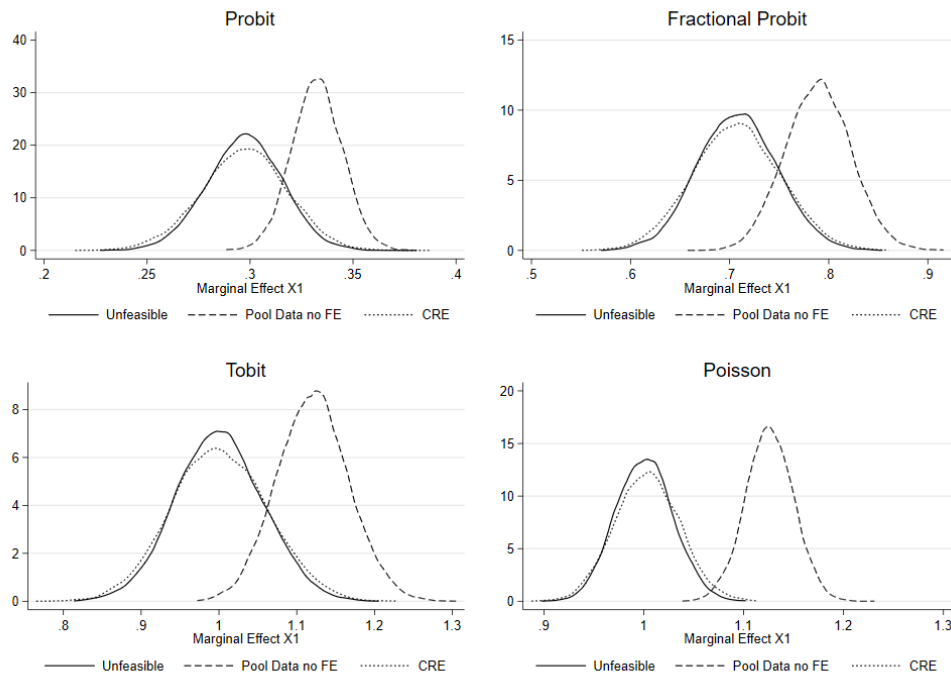 Probit
40
30
20
10
0
.2 .25 .3 .35 .4
Marginal Effect X1
Unfeasible Pool Data no FE CRE
Fractional Probit
15
10
5
0
.5 .6 .7 .8 .9
Marginal Effect X1
Unfeasible Pool Data no FE CRE
Tobit
8
6
4
2
0
.8 .9 1 1.1 1.2 1.3
Marginal Effect X1
Unfeasible Pool Data no FE CRE
Poisson
20
15
10
5
0
.9 1 1.1 1.2 1.3
Marginal Effect X1
Unfeasible Pool Data no FE CRE